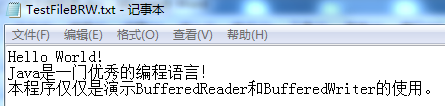 TestFileBRW.txt - 记事本
文件(F) 编辑(E) 格式(O) 查看(V) 帮助(H)
Hello World!
Java是一门优秀的编程语言!
本程序仅仅是演示BufferedReader和BufferedWriter的使用。